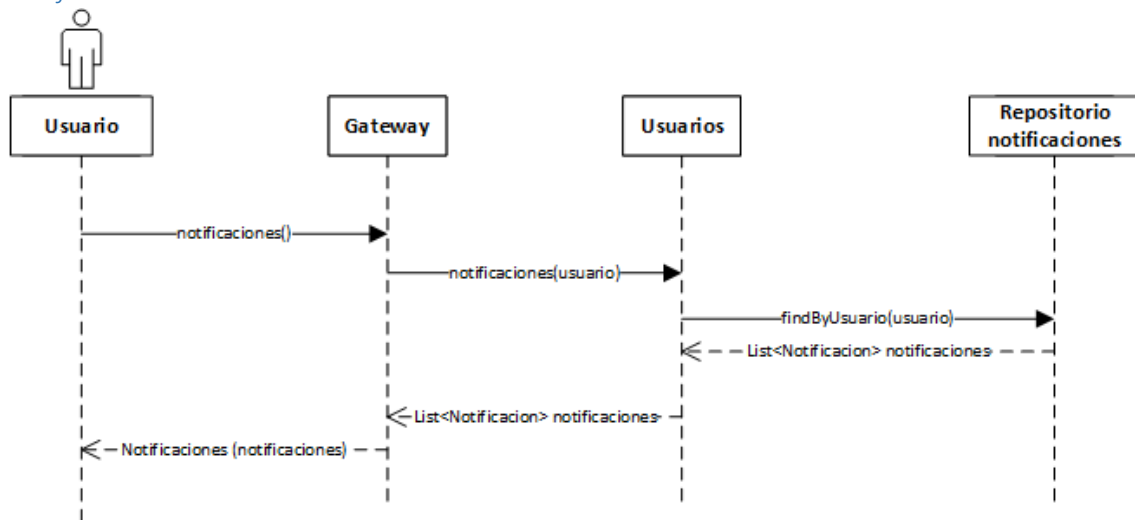 Usuario
Gateway
Usuarios
Repositorio
notificaciones
notificaciones()
notificaciones(usuario)
findByUsuario(usuario)
List<Notificacion> notificaciones
List<Notificacion> notificaciones
Notificaciones (notificaciones)